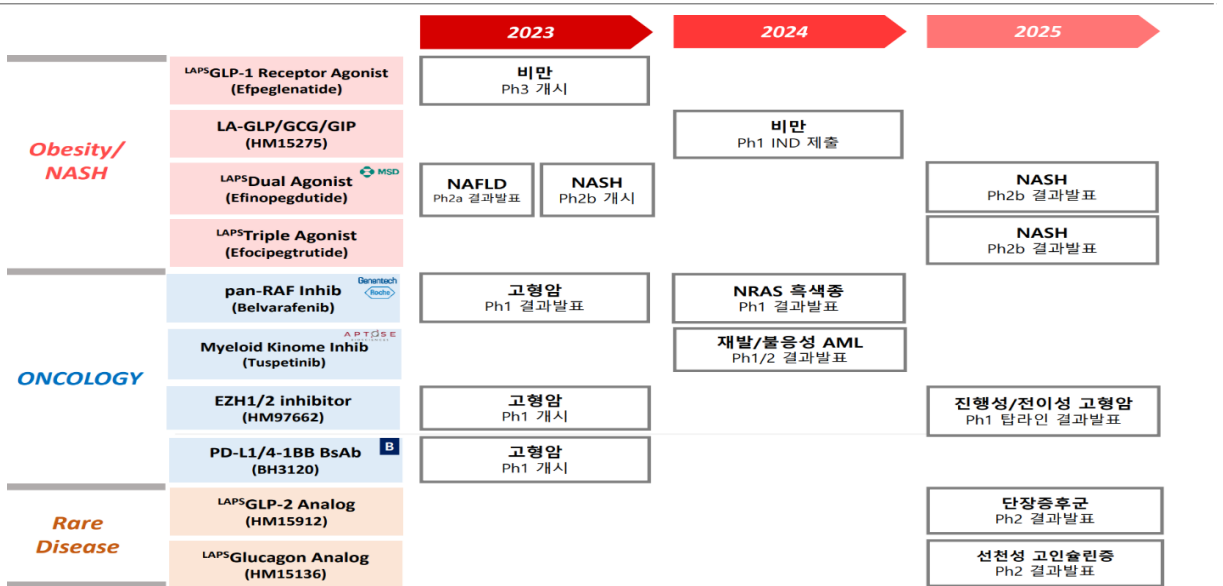 2023
2024
2025
Obesity/
NASH
LAPSGLP-1 Receptor Agonist
(Efpeglenatide)
비만
Ph3 개시
LA-GLP/GCG/GIP
(HM15275)
비만
Ph1 IND 제출
LAPSDual Agonist
(Efinopegdutide)
MSD
NAFLD
Ph2a 결과발표
NASH
Ph2b 개시
NASH
Ph2b 결과발표
LAPSTriple Agonist
(Efocipegtrutide)
NASH
Ph2b 결과발표
ONCOLOGY
pan-RAF Inhib
(Belvarafenib)
Genentech
Roche
고형암
Ph1 결과발표
NRAS 흑색종
Ph1 결과발표
APTOSE
Myeloid Kinome Inhib
(Tuspetinib)
재발/불응성 AML
Ph1/2 결과발표
EZH1/2 inhibitor
(HM97662)
고형암
Ph1 개시
진행성/전이성 고형암
Ph1 탑라인 결과발표
PD-L1/4-1BB BsAb
(BH3120)
B
고형암
Ph1 개시
Rare
Disease
LAPSGLP-2 Analog
(HM15912)
단장증후군
Ph2 결과발표
LAPSGlucagon Analog
(HM15136)
선천성 고인슐린증
Ph2 결과발표